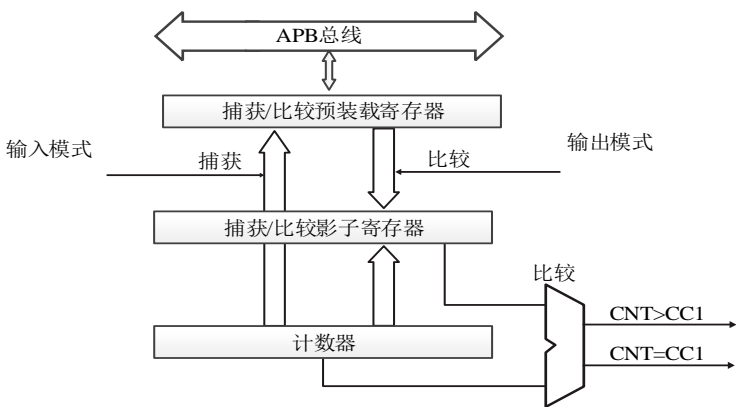 APB总线
捕获/比较预装载寄存器
输入模式
捕获
比较
输出模式
捕获/比较影子寄存器
比较
CNT>CC1
计数器
CNT=CC1